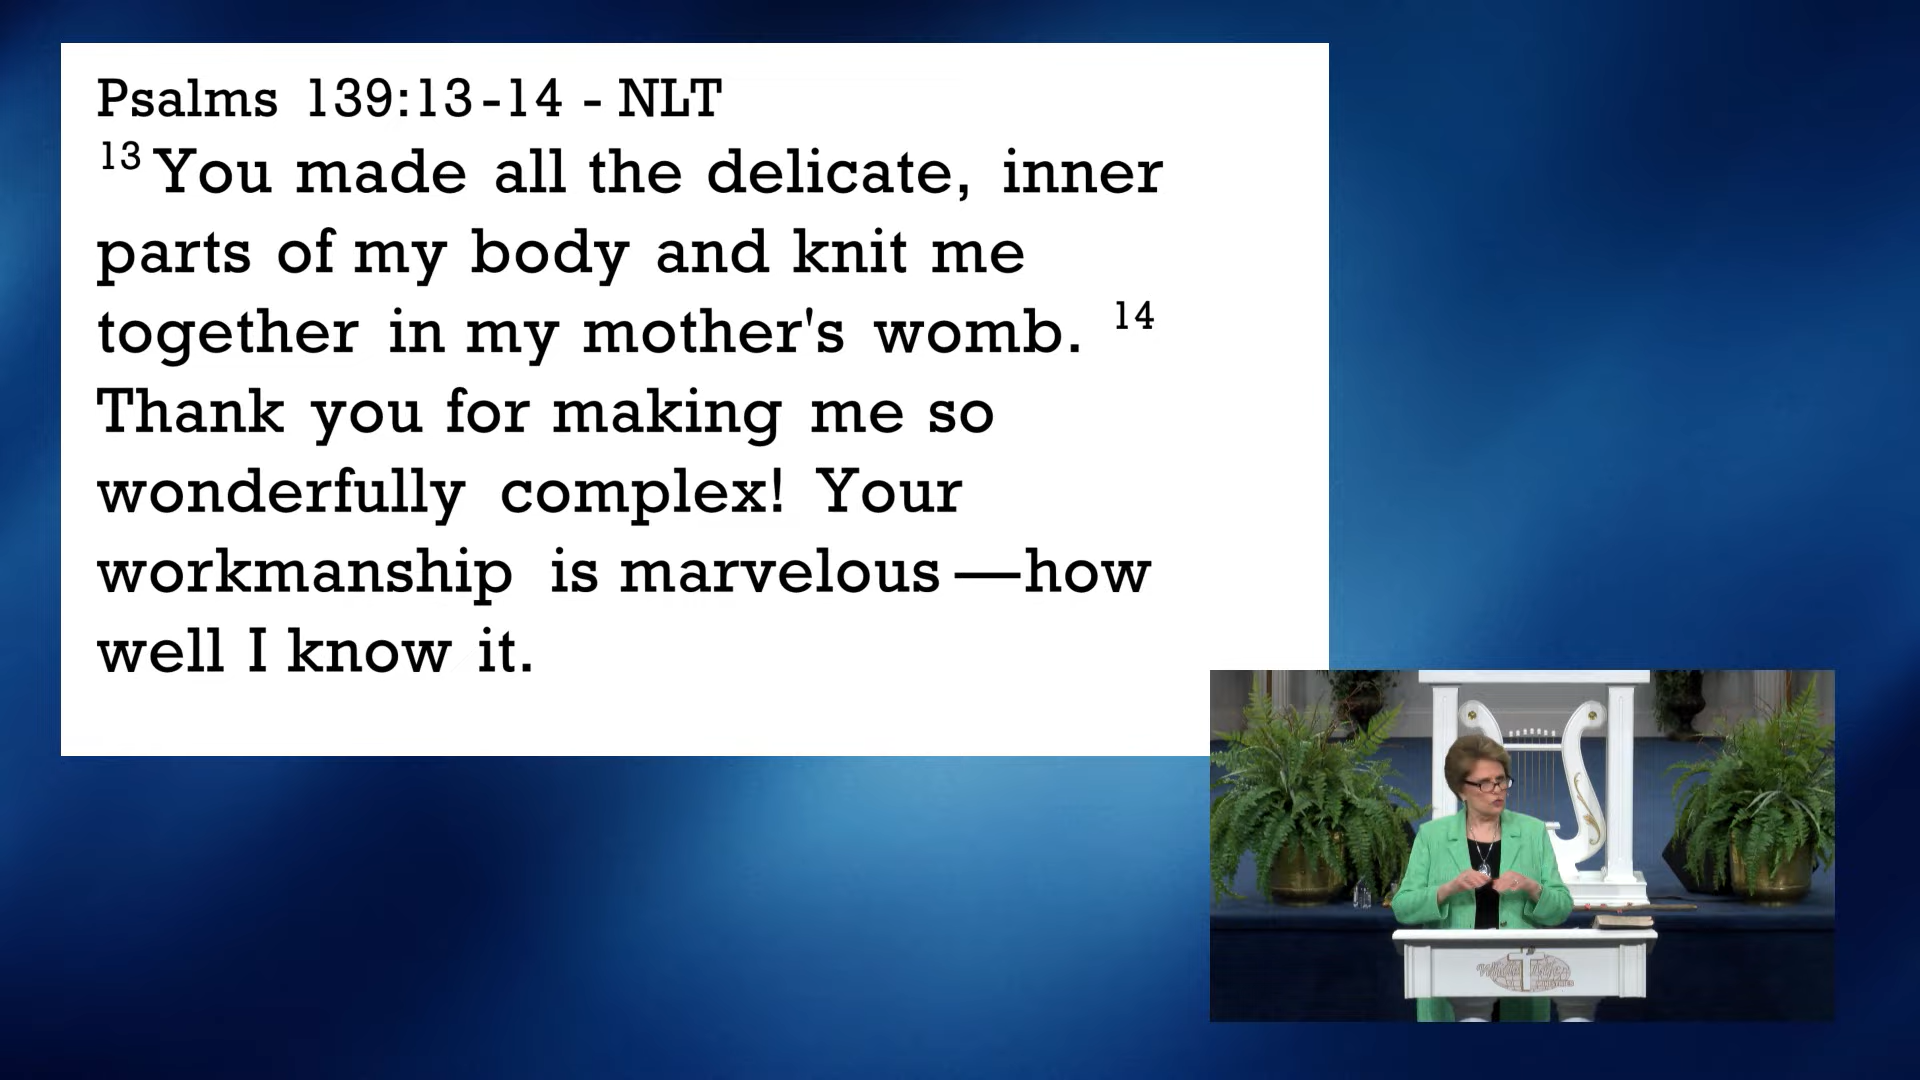 Psalms 139:13-14 - NLT
13 You made all the delicate, inner
parts of my body and knit me
together in my mother's womb. 14
Thank you for making me so
wonderfully complex! Your
workmanship is marvelous—how
well I know it.